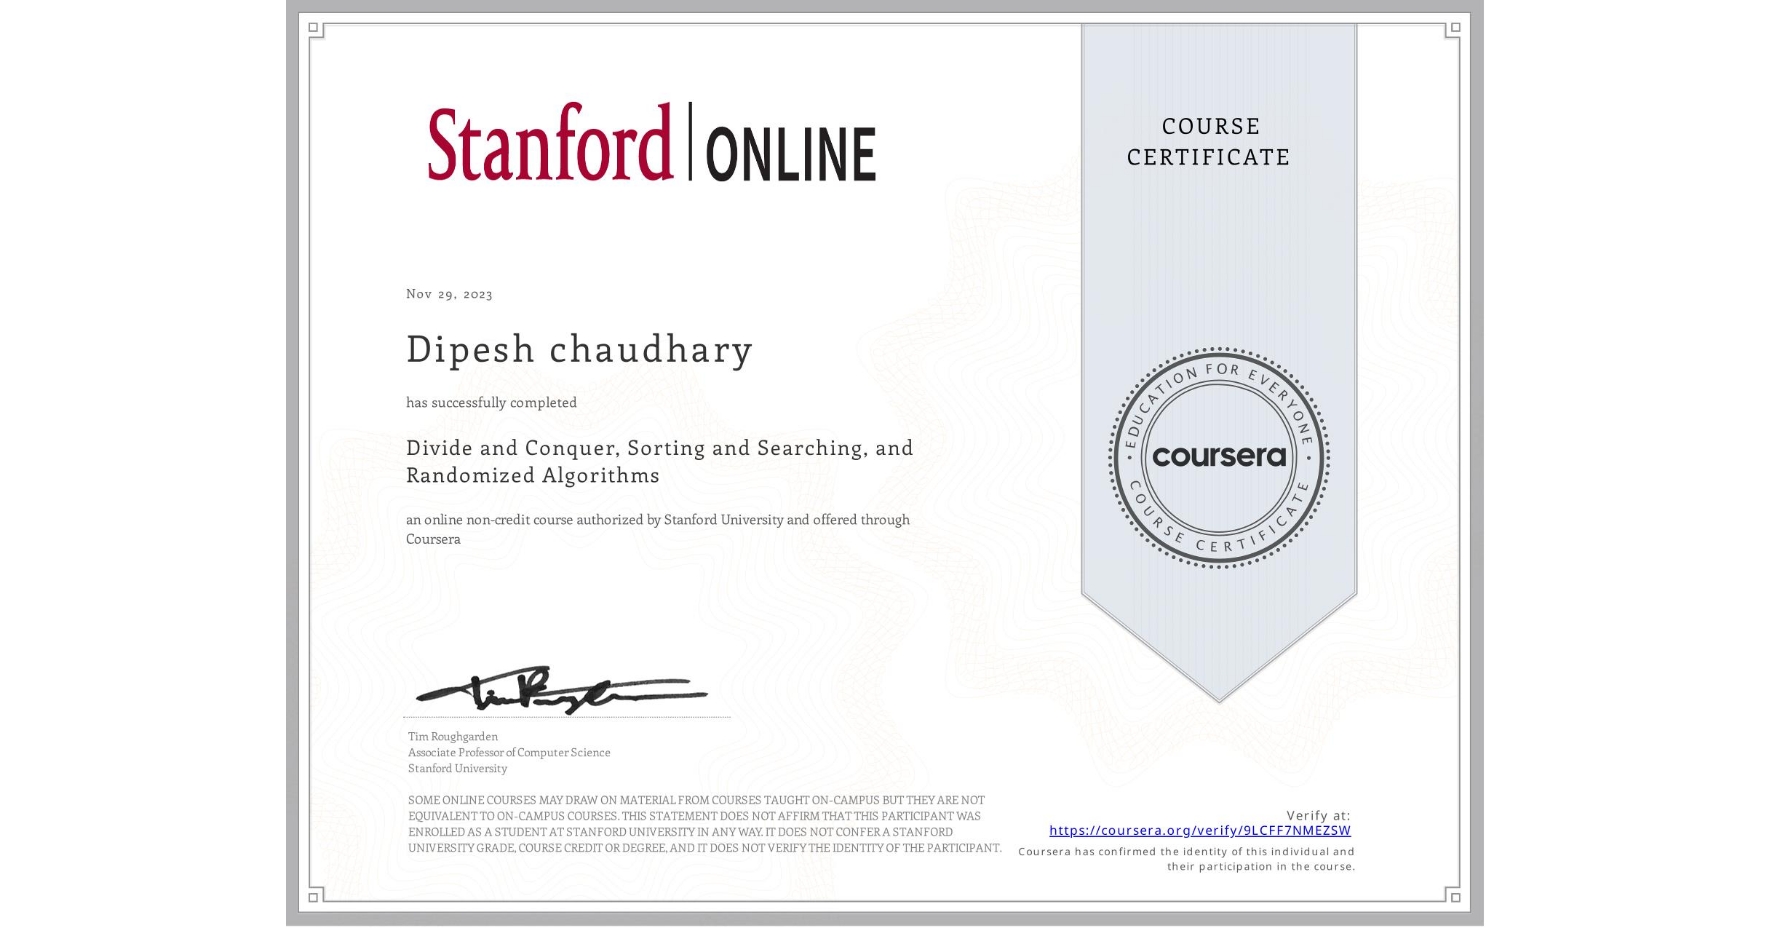 Stanford | ONLINE
COURSE
CERTIFICATE
Nov 29, 2023
Dipesh chaudhary
has successfully completed
Divide and Conquer, Sorting and Searching, and
Randomized Algorithms
an online non-credit course authorized by Stanford University and offered through
Coursera
EDUCATION FOR EVERYONE
coursera
COURSE CERTIFICATE
Tim Roughgarden
Associate Professor of Computer Science
Stanford University
SOME ONLINE COURSES MAY DRAW ON MATERIAL FROM COURSES TAUGHT ON-CAMPUS BUT THEY ARE NOT
EQUIVALENT TO ON-CAMPUS COURSES. THIS STATEMENT DOES NOT AFFIRM THAT THIS PARTICIPANT WAS
ENROLLED AS A STUDENT AT STANFORD UNIVERSITY IN ANY WAY. IT DOES NOT CONFER A STANFORD
UNIVERSITY GRADE, COURSE CREDIT OR DEGREE, AND IT DOES NOT VERIFY THE IDENTITY OF THE PARTICIPANT.
Verify at:
https://coursera.org/verify/9LCFF7NMEZSW
Coursera has confirmed the identity of this individual and
their participation in the course.